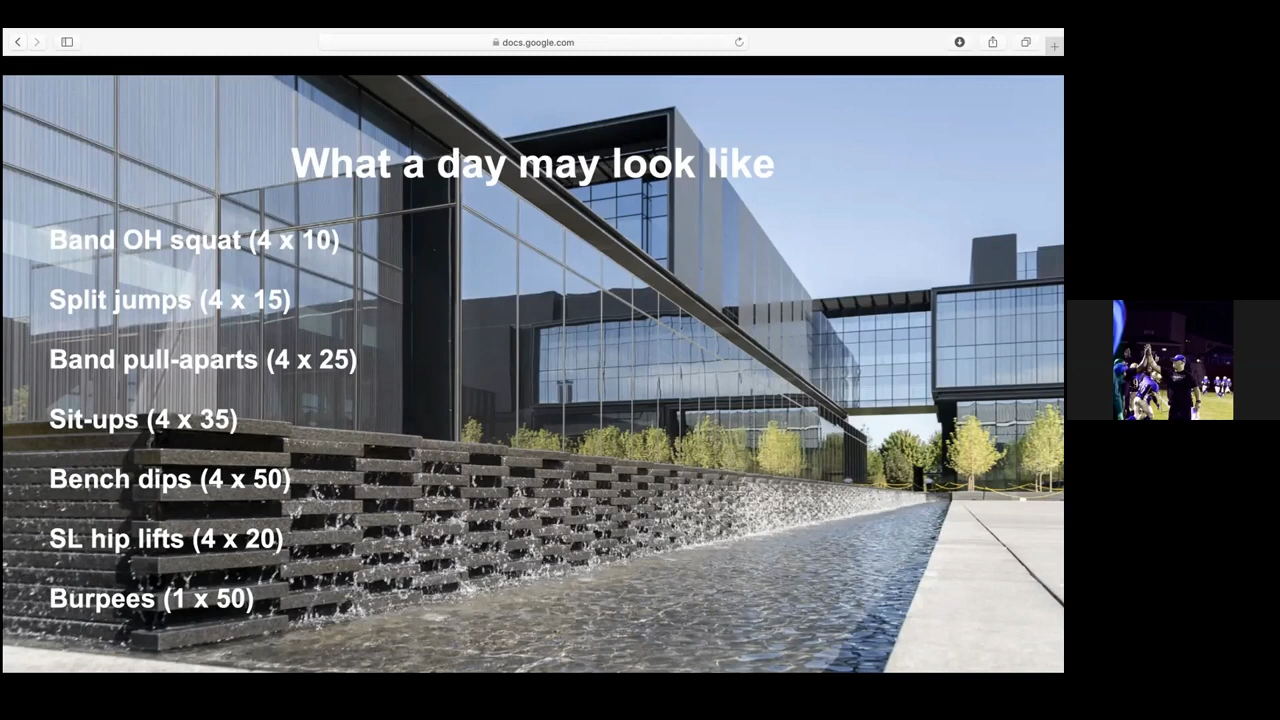 docs.google.com
What a day may look like
Band OH squat (4 x 10)
Split jumps (4 x 15)
Band pull-aparts (4 x 25)
Sit-ups (4 x 35)
Bench dips (4 x 50)
SL hip lifts (4 x 20)
Burpees (1 x 50)